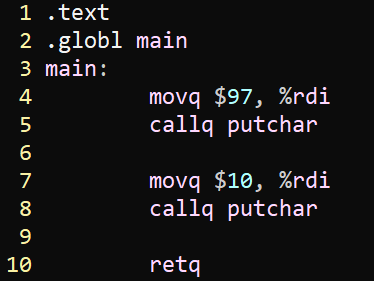 1 .text
2 .globl main
3 main:
4         movq $97, %rdi
5         callq putchar
6
7         movq $10, %rdi
8         callq putchar
9
10         retq